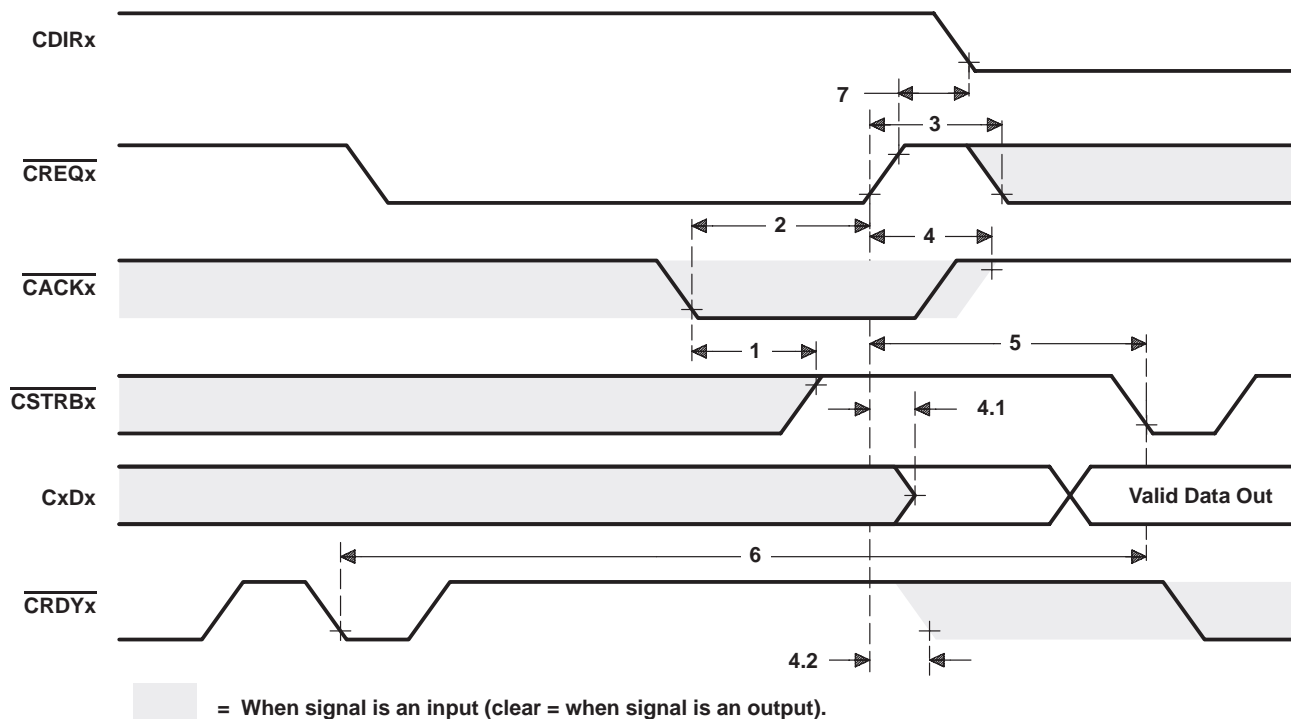 CDIRx
7
3
CREQx
2
4
CACKx
1
5
CSTRBx
4.1
CxDx
Valid Data Out
6
CRDYx
4.2
= When signal is an input (clear = when signal is an output).